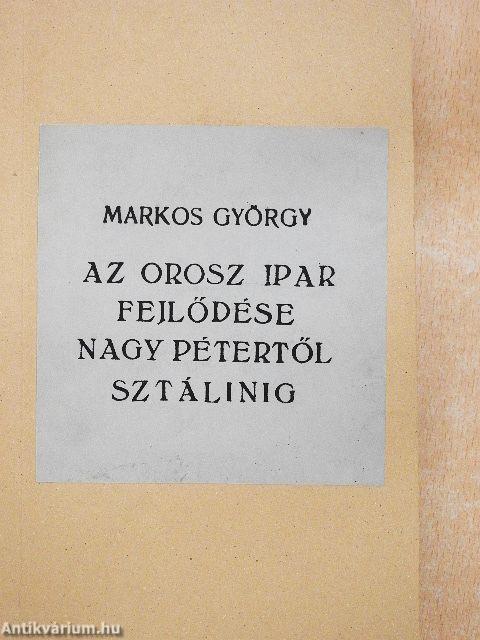 MARKOS GYÖRGY
AZ OROSZ IPAR
FEJLŐDÉSE
NAGY PÉTERTŐL
SZTÁLINIG
Antikvárium.hu